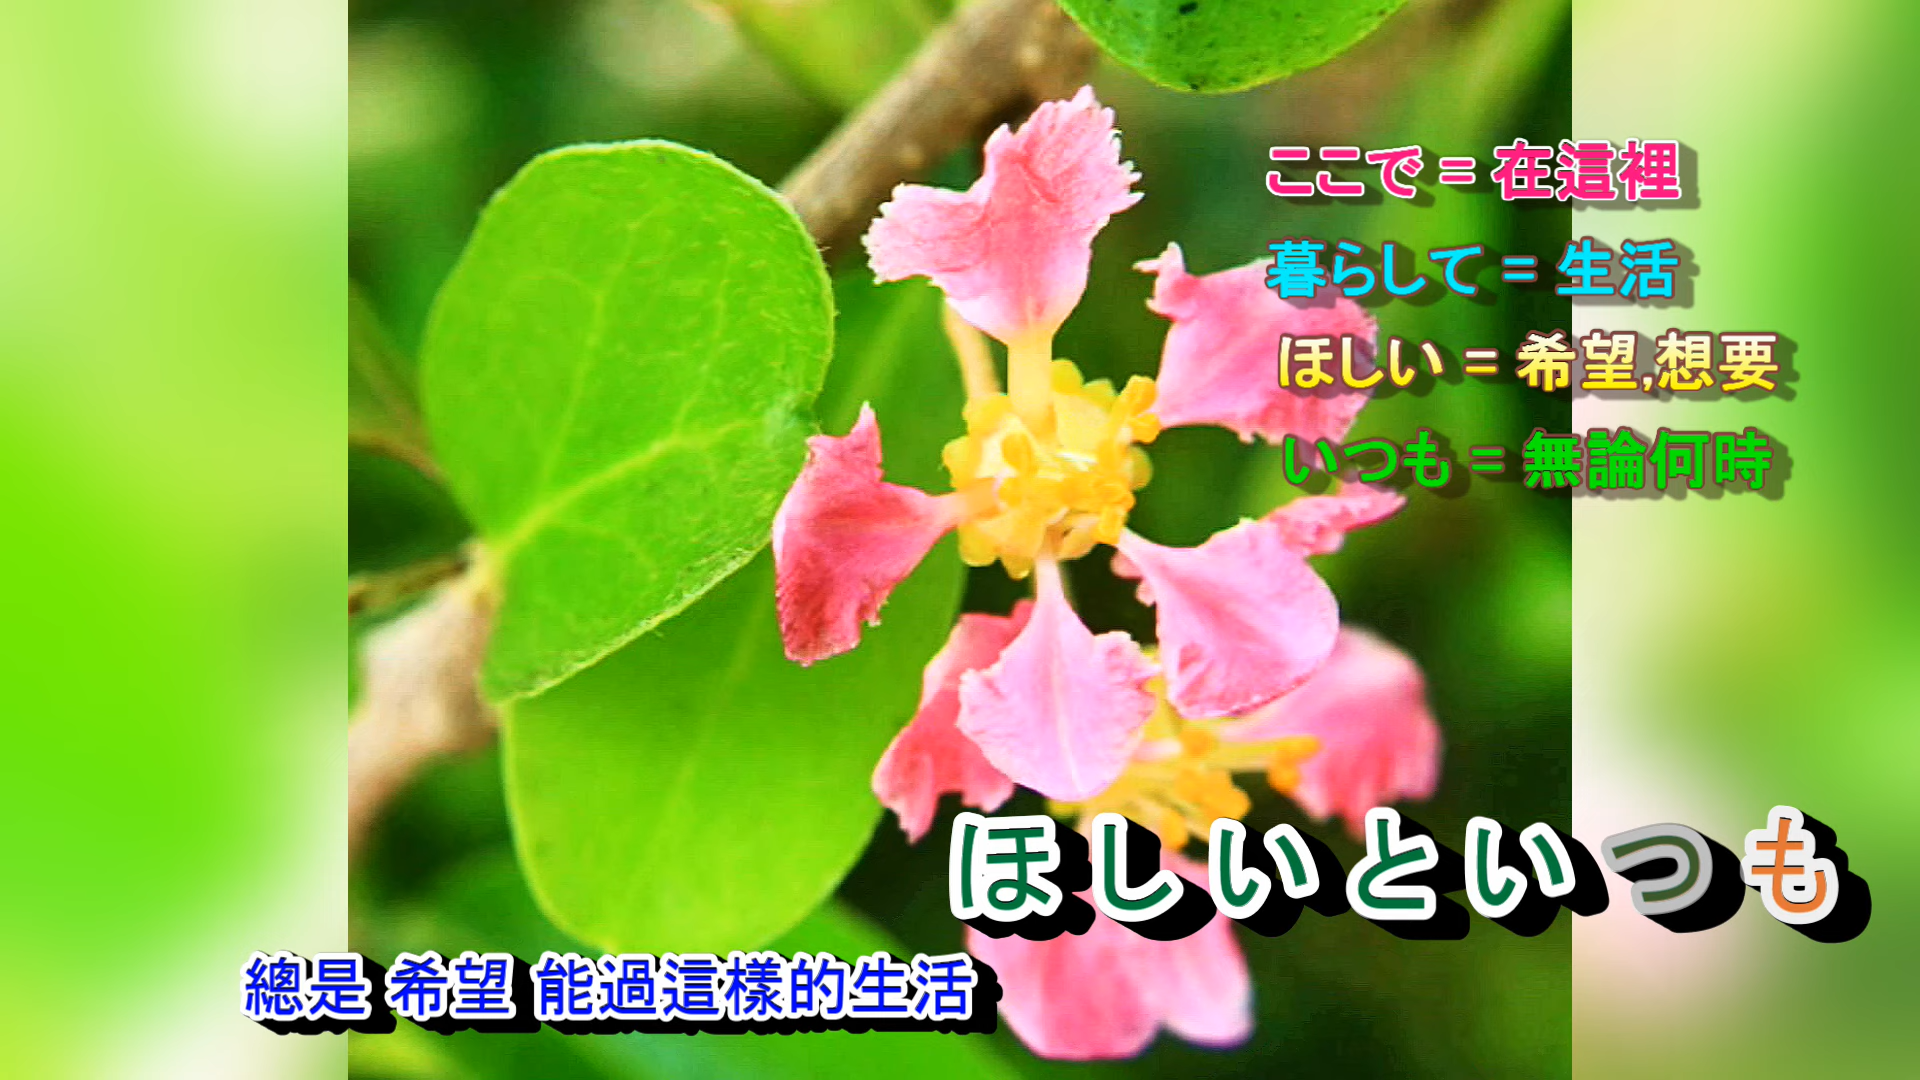 ここで = 在這裡
暮らして = 生活
ほしい = 希望,想要
いつも = 無論何時
ほしいといつも
總是 希望 能過這樣的生活